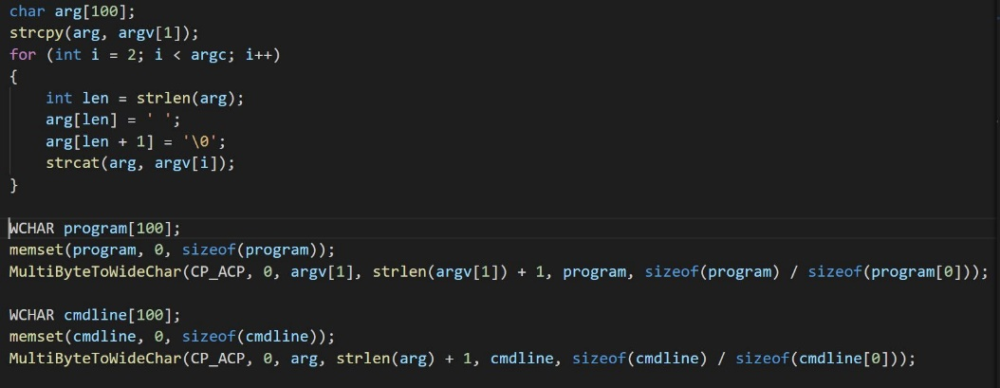 char arg[100];
strcpy(arg, argv[1]);
for (int i = 2; i < argc; i++)
{
    int len = strlen(arg);
    arg[len] = ' ';
    arg[len + 1] = '\0';
    strcat(arg, argv[i]);
}
WCHAR program[100];
memset(program, 0, sizeof(program));
MultiByteToWideChar(CP_ACP, 0, argv[1], strlen(argv[1]) + 1, program, sizeof(program) / sizeof(program[0]));
WCHAR cmdline[100];
memset(cmdline, 0, sizeof(cmdline));
MultiByteToWideChar(CP_ACP, 0, arg, strlen(arg) + 1, cmdline, sizeof(cmdline) / sizeof(cmdline[0]));